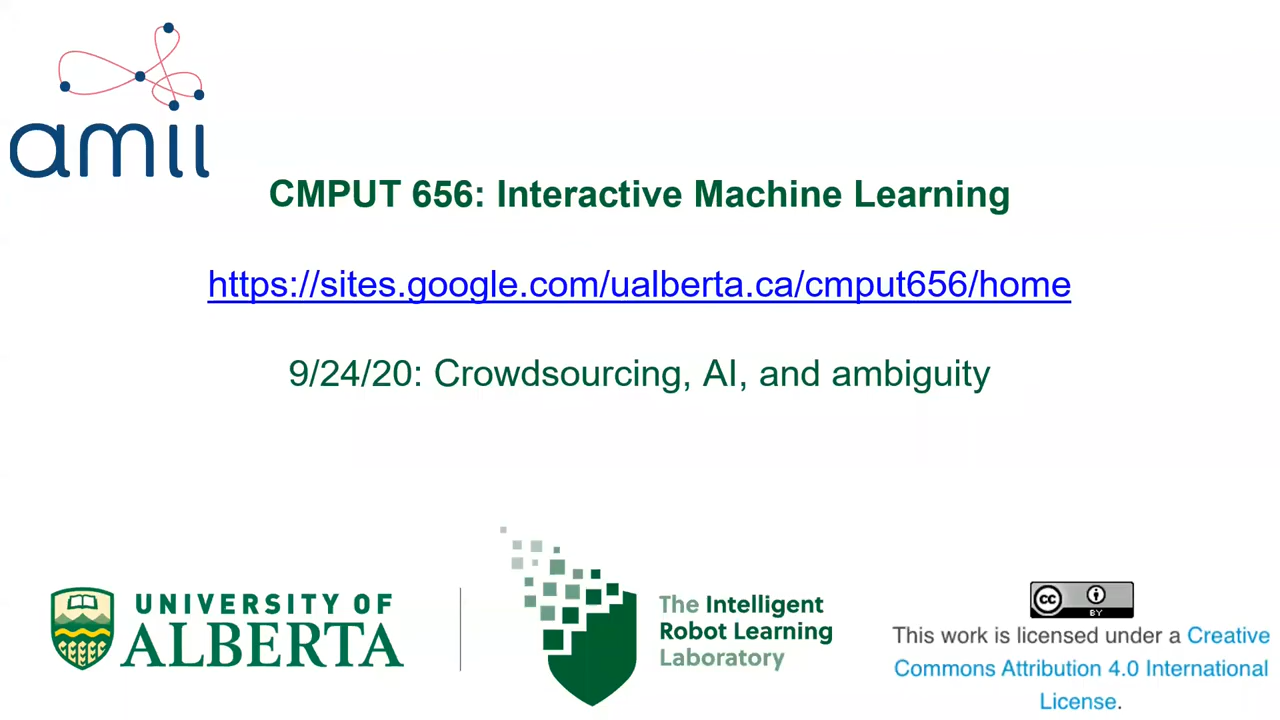 amii
CMPUT 656: Interactive Machine Learning
https://sites.google.com/ualberta.ca/cmput656/home
9/24/20: Crowdsourcing, AI, and ambiguity
UNIVERSITY OF
ALBERTA
The Intelligent
Robot Learning
Laboratory
cc
BY
This work is licensed under a Creative
Commons Attribution 4.0 International
License.